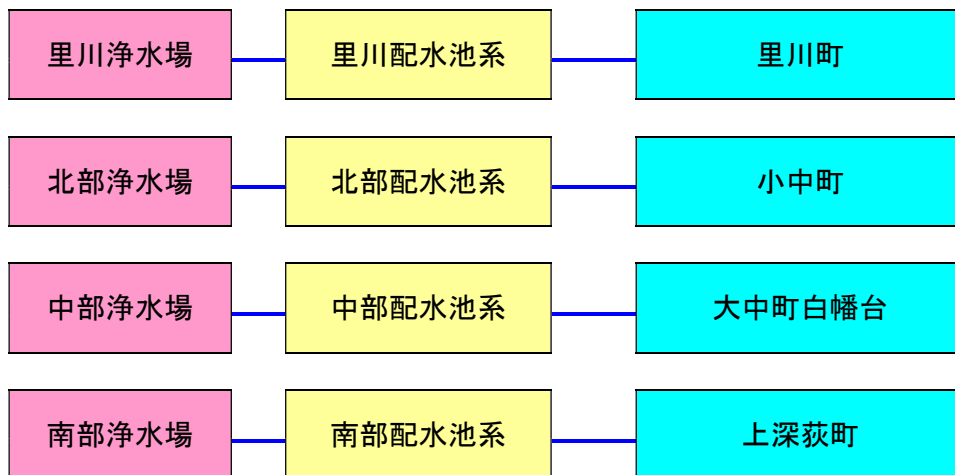 里川浄水場 里川配水池系 里川町
北部浄水場 北部配水池系 小中町
中部浄水場 中部配水池系 大中町白幡台
南部浄水場 南部配水池系 上深荻町